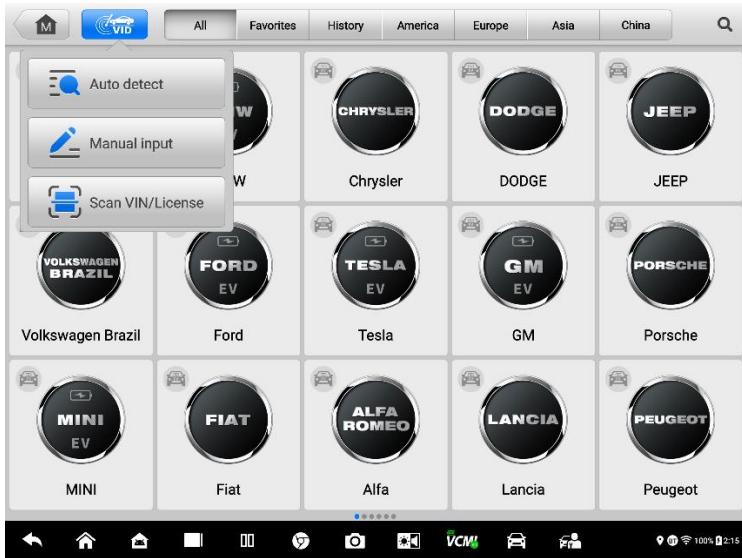 M
VID
All
Favorites
History
America
Europe
Asia
China
Auto detect
Manual input
Scan VIN/License
W
CHRYSLER
DODGE
JEEP
W
Chrysler
DODGE
JEEP
VOLKSWAGEN
BRAZIL
FORD
EV
TESLA
EV
GM
EV
PORSCHE
Volkswagen Brazil
Ford
Tesla
GM
Porsche
MINI
EV
FIAT
ALFA
ROMEO
LANCIA
PEUGEOT
MINI
Fiat
Alfa
Lancia
Peugeot
VCMI
100%
2:15